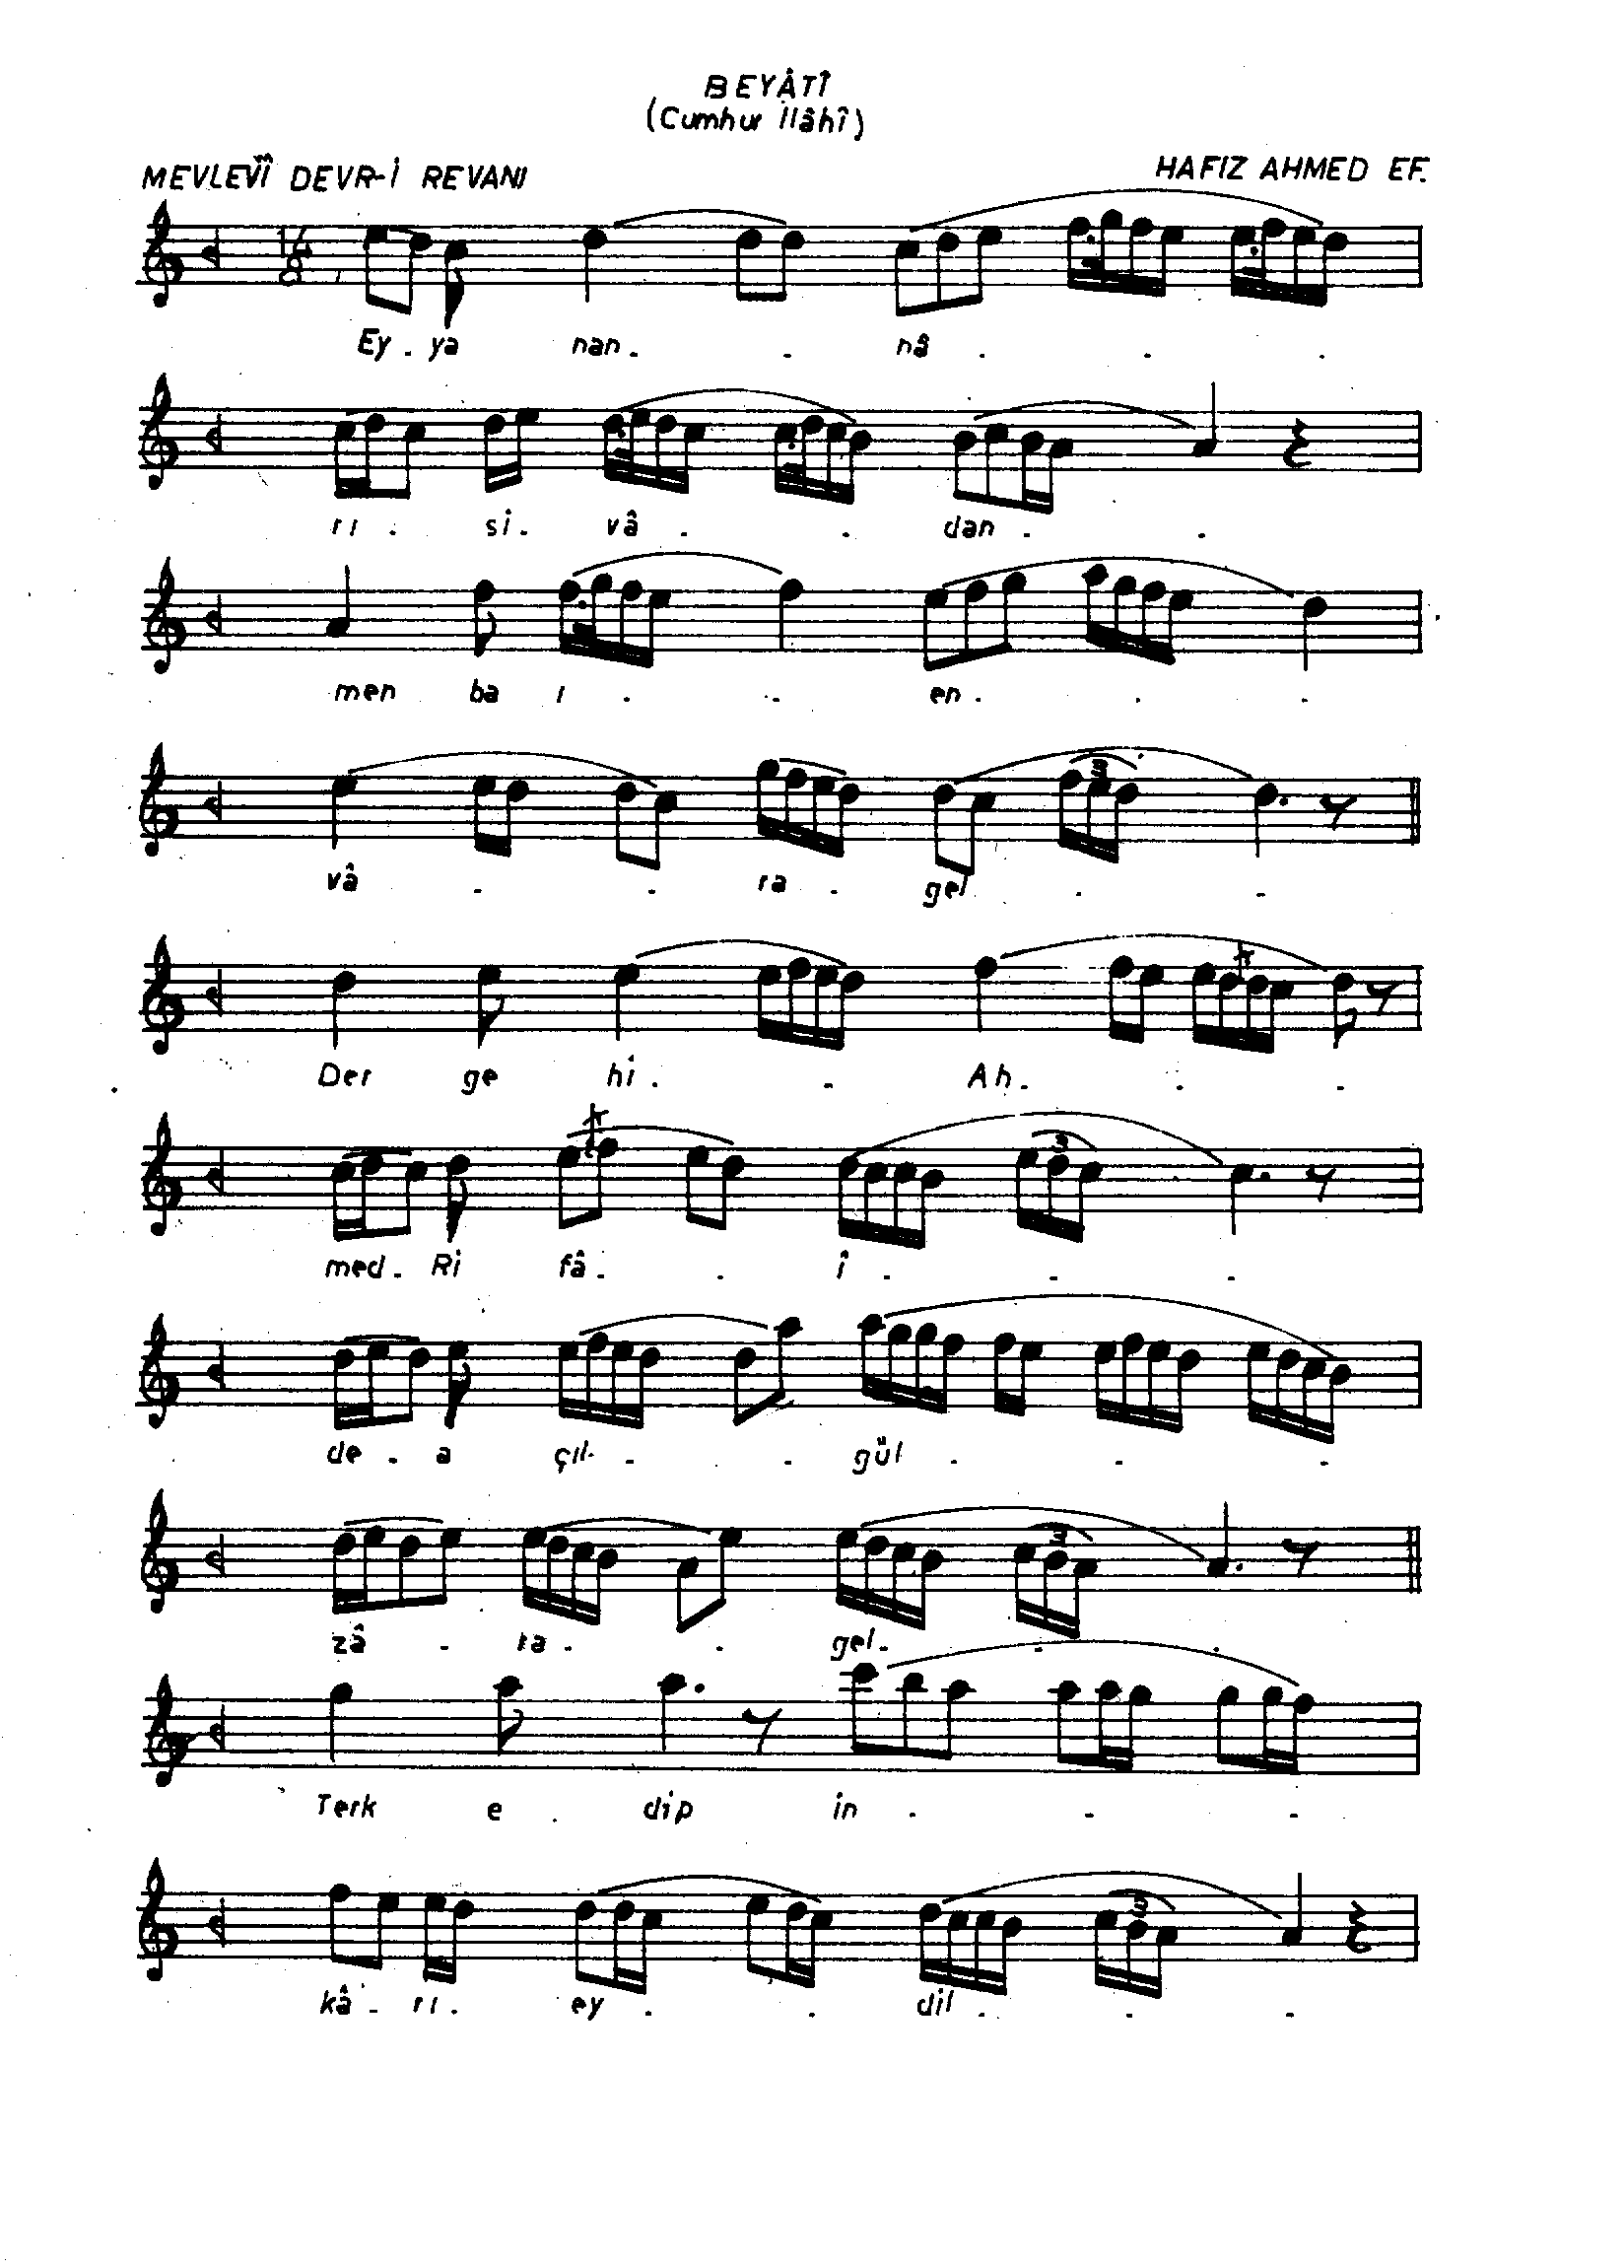 BEYÂTÎ
(Cumhur İlâhî)
MEVLEVÎ DEVR-İ REVANI
HAFIZ AHMED EF.
14
8
Ey . ya nan . . nâ . . .
rı . si . vâ . . dan . .
men ba ı . . en . . .
vâ . . ra . gel . .
3
Der ge hi . . Ah . . .
med . Ri fâ . . î . . .
3
de . a çıl . . gül . . .
zâ . ra . . gel . . .
3
Terk e . dip in . . .
kâ . rı . ey . . dil . . .
3